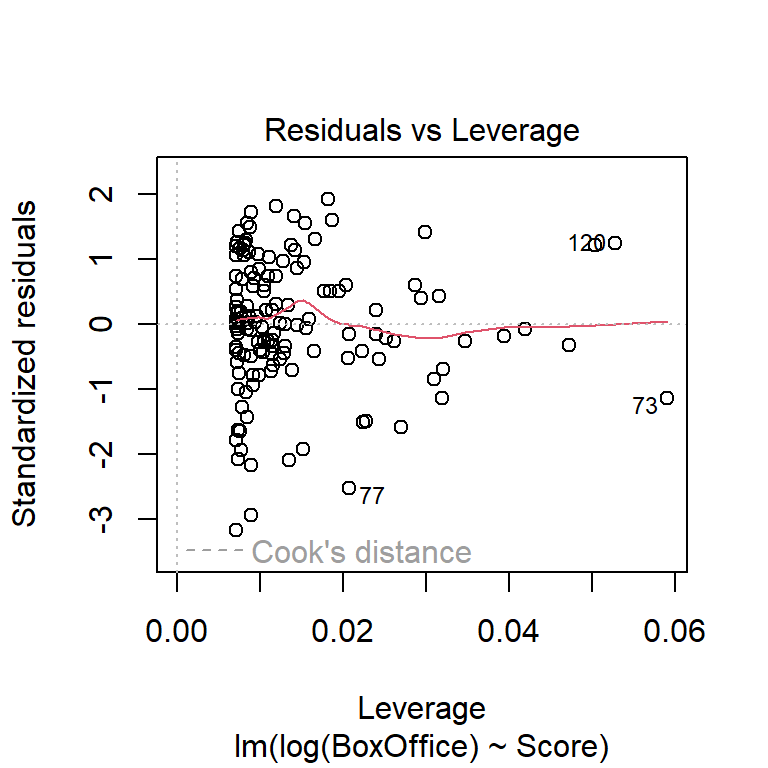 Residuals vs Leverage
Standardized residuals
2
1
0
-1
-2
-3
120
73
77
Cook's distance
0.00 0.02 0.04 0.06
Leverage
lm(log(BoxOffice) ~ Score)